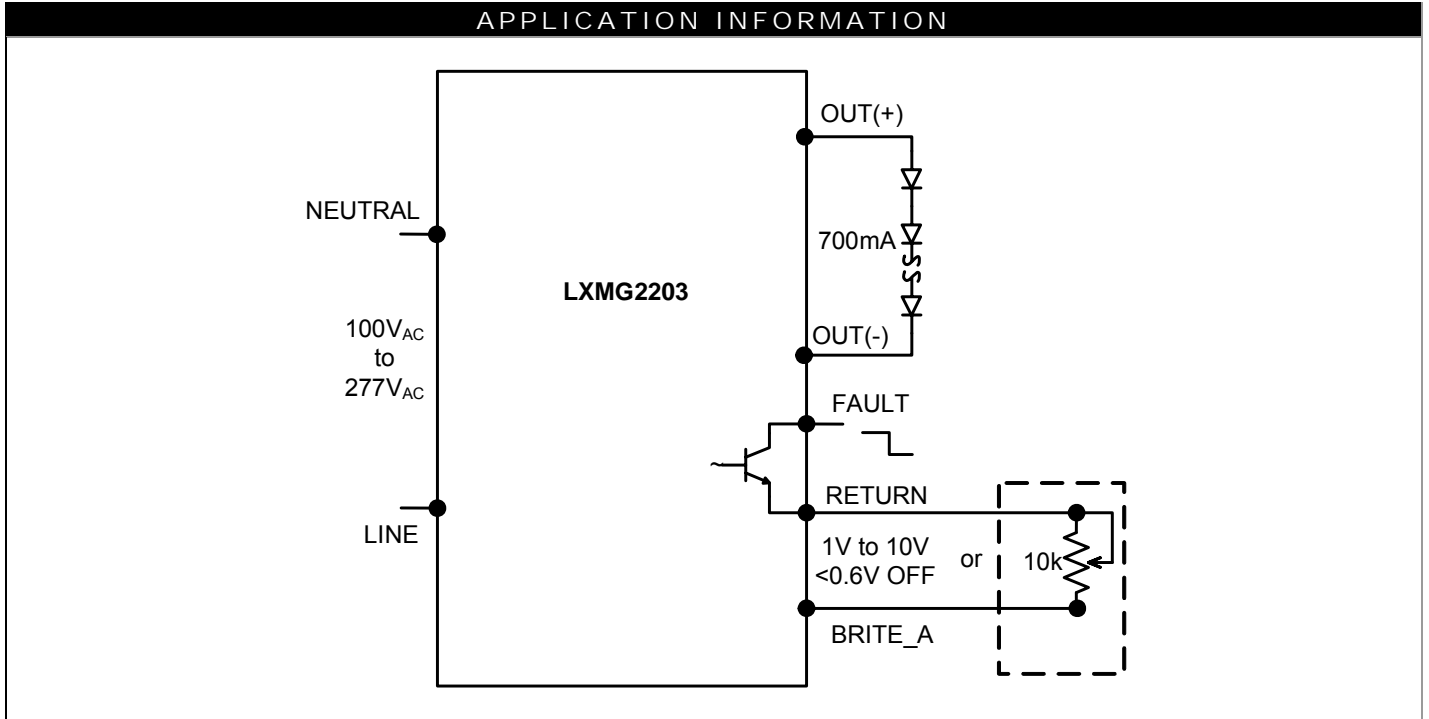 APPLICATION INFORMATION
OUT(+)
NEUTRAL
700mA
LXMG2203
100VAC
to
277VAC
OUT(-)
FAULT
RETURN
LINE
1V to 10V
<0.6V OFF
or
10k
BRITE_A